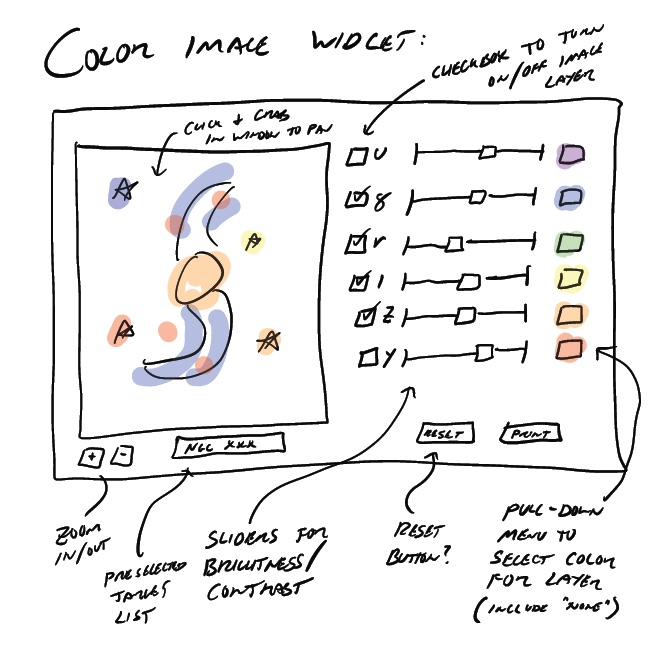 COLOR IMAGE WIDGET:
CHECKBOX TO TURN
ON/OFF IMAGE
LAYER
CLICK + GRAB
IN WINDOW TO PAN
U
g
r
i
Z
y
NGC XXX
RESET
PRINT
+
-
ZOOM
IN/OUT
PRESELECTED
TARGET
LIST
SLIDERS FOR
BRIGHTNESS/
CONTRAST
RESET
BUTTON?
PULL-DOWN
MENU TO
SELECT COLOR
FOR LAYER
(INCLUDE "NONE")